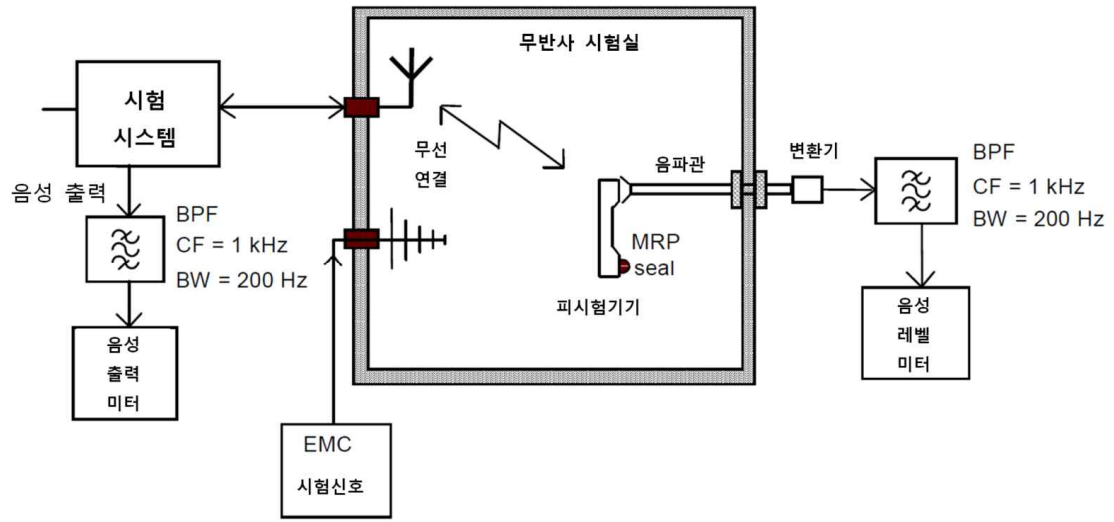 무반사 시험실
시험
시스템
무선
연결
음성 출력
BPF
CF = 1 kHz
BW = 200 Hz
음성
출력
미터
EMC
시험신호
음파관
변환기
MRP
seal
피시험기기
BPF
CF = 1 kHz
BW = 200 Hz
음성
레벨
미터